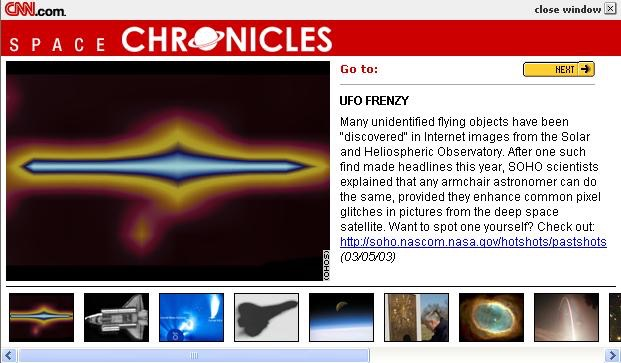 CNN.com. close window
SPACE CHRONICLES
Go to: NEXT
UFO FRENZY
Many unidentified flying objects have been
"discovered" in Internet images from the Solar
and Heliospheric Observatory. After one such
find made headlines this year, SOHO scientists
explained that any armchair astronomer can do
the same, provided they enhance common pixel
glitches in pictures from the deep space
satellite. Want to spot one yourself? Check out:
http://soho.nascom.nasa.gov/hotshots/pastshots
(03/05/03)
(SOHO)